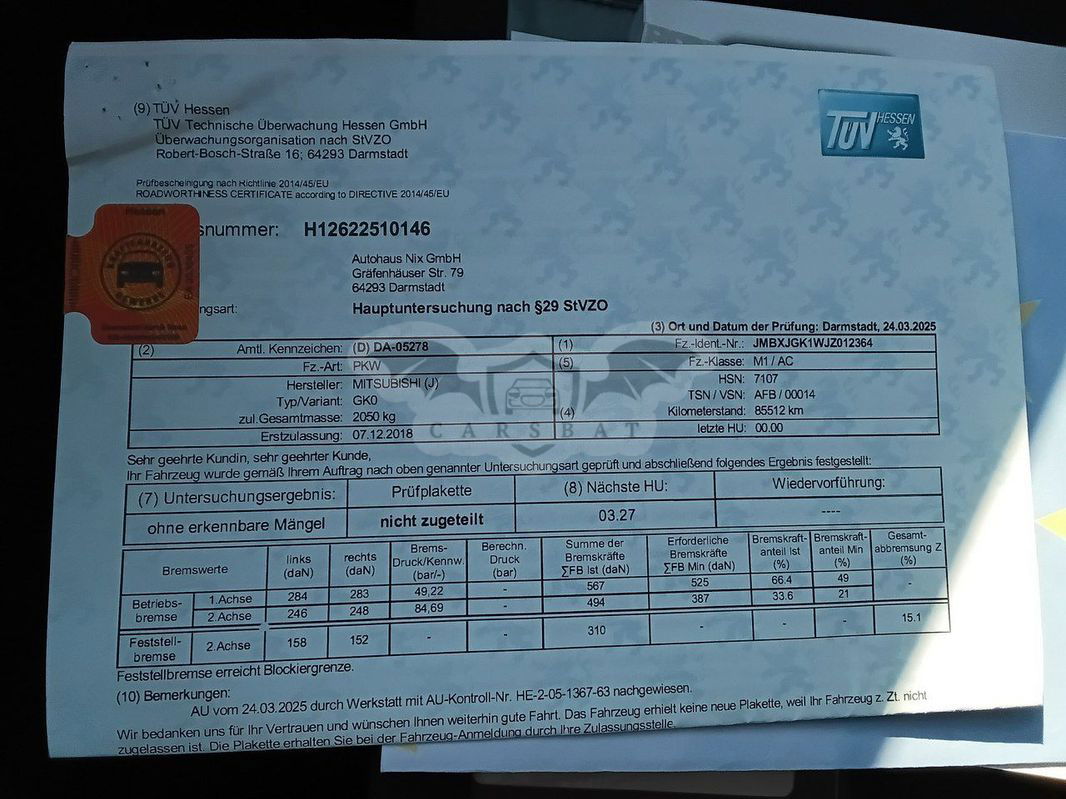 (9) TÜV Hessen
TÜV Technische Überwachung Hessen GmbH
Überwachungsorganisation nach StVZO
Robert-Bosch-Straße 16; 64293 Darmstadt
TÜV HESSEN
Prüfbescheinigung nach Richtlinie 2014/45/EU
ROADWORTHINESS CERTIFICATE according to DIRECTIVE 2014/45/EU
snummer: H12622510146
Autohaus Nix GmbH
Gräfenhäuser Str. 79
64293 Darmstadt
Hessen
KRAFTFAHRZEUG
GEWERBE
ngsart: Hauptuntersuchung nach §29 StVZO
(3) Ort und Datum der Prüfung: Darmstadt, 24.03.2025
(2) Amtl. Kennzeichen: (D) DA-05278 (1) Fz.-Ident.-Nr.: JMBXJGK1WJZ012364
Fz.-Art: PKW (5) Fz.-Klasse: M1 / AC
Hersteller: MITSUBISHI (J) HSN: 7107
Typ/Variant: GK0 TSN / VSN: AFB / 00014
zul.Gesamtmasse: 2050 kg (4) Kilometerstand: 85512 km
Erstzulassung: 07.12.2018 letzte HU: 00.00
CARSBAT
Sehr geehrte Kundin, sehr geehrter Kunde,
Ihr Fahrzeug wurde gemäß Ihrem Auftrag nach oben genannter Untersuchungsart geprüft und abschließend folgendes Ergebnis festgestellt:
(7) Untersuchungsergebnis: Prüfplakette (8) Nächste HU: Wiedervorführung:
ohne erkennbare Mängel nicht zugeteilt 03.27 ----
Bremswerte links (daN) rechts (daN) Brems-Druck/Kennw. (bar/-) Berechn. Druck (bar) Summe der Bremskräfte ∑FB Ist (daN) Erforderliche Bremskräfte ∑FB Min (daN) Bremskraft-anteil Ist (%) Bremskraft-anteil Min (%) Gesamt-abbremsung Z (%)
Betriebs-bremse 1.Achse 284 283 49,22 - 567 525 66.4 49 -
2.Achse 246 248 84,69 - 494 387 33.6 21
Feststell-bremse 2.Achse 158 152 - - 310 - - - 15.1
Feststellbremse erreicht Blockiergrenze.
(10) Bemerkungen:
AU vom 24.03.2025 durch Werkstatt mit AU-Kontroll-Nr. HE-2-05-1367-63 nachgewiesen.
Wir bedanken uns für Ihr Vertrauen und wünschen Ihnen weiterhin gute Fahrt. Das Fahrzeug erhielt keine neue Plakette, weil Ihr Fahrzeug z. Zt. nicht
zugelassen ist. Die Plakette erhalten Sie bei der Fahrzeug-Anmeldung durch Ihre Zulassungsstelle.